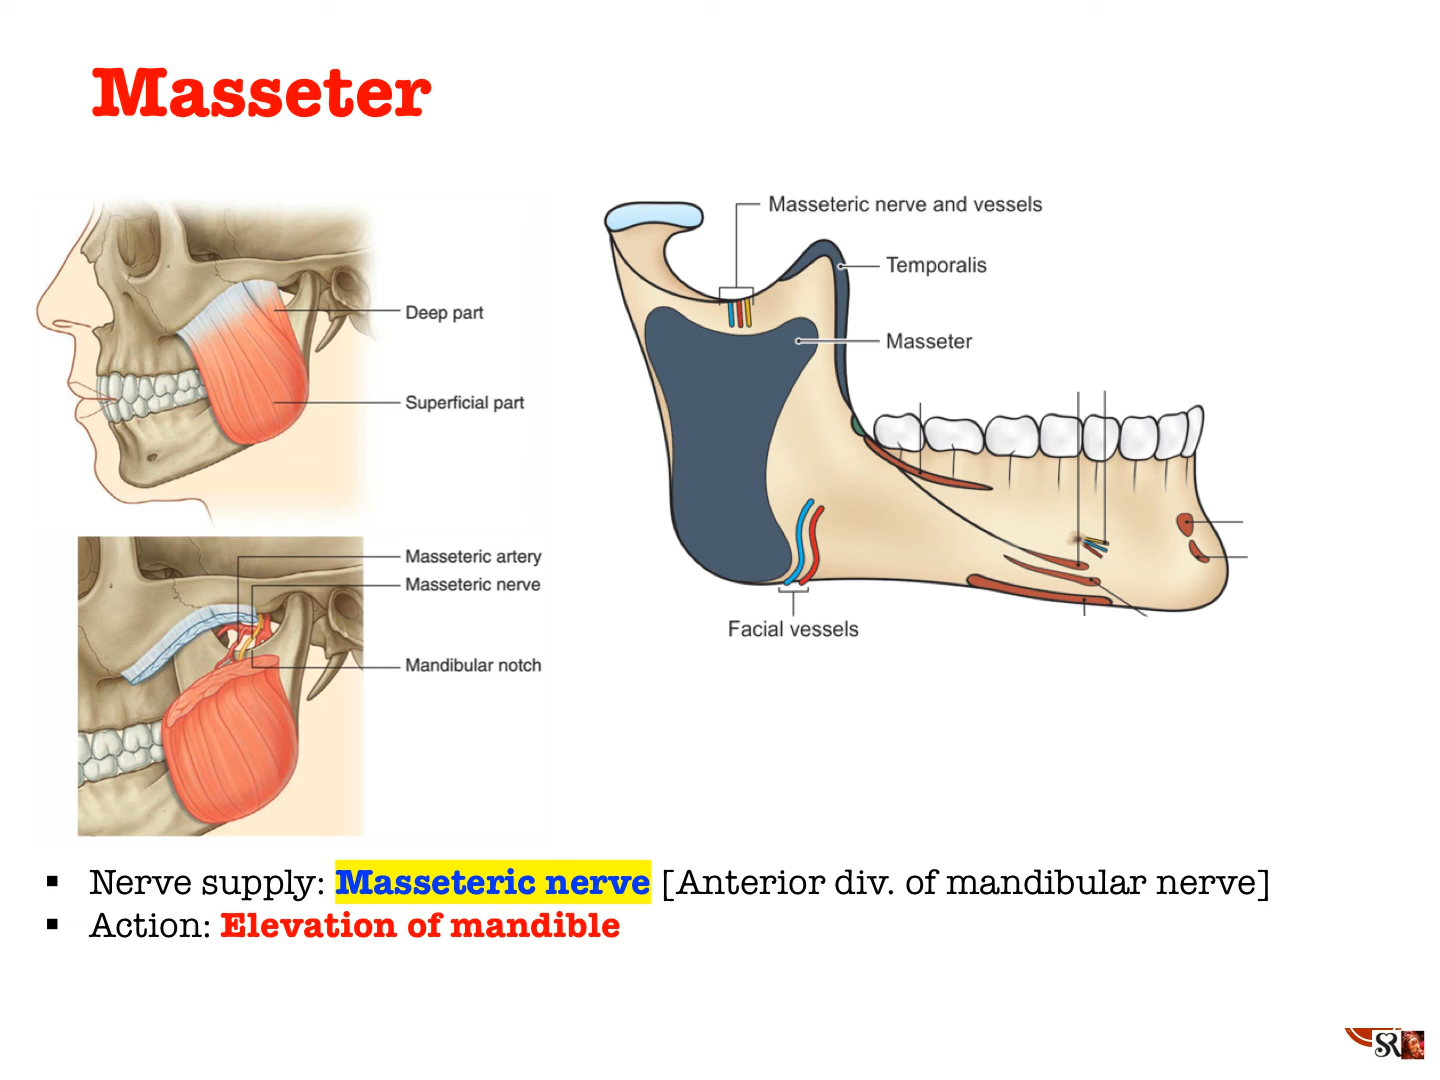 Masseter
Deep part
Superficial part
Masseteric artery
Masseteric nerve
Mandibular notch
Masseteric nerve and vessels
Temporalis
Masseter
Facial vessels
▪ Nerve supply: Masseteric nerve [Anterior div. of mandibular nerve]
▪ Action: Elevation of mandible
SR